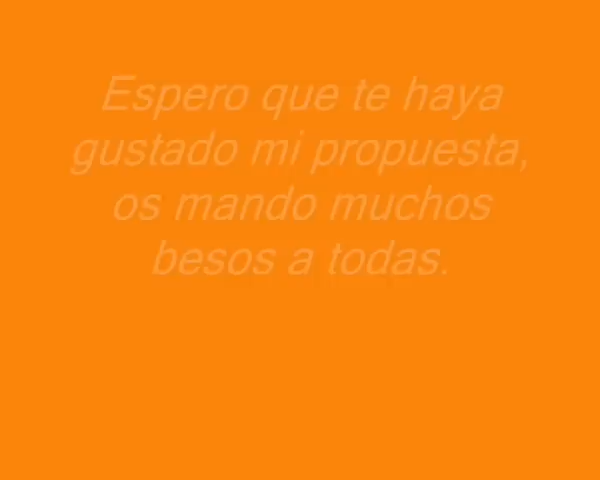 Espero que te haya
gustado mi propuesta,
os mando muchos
besos a todas.